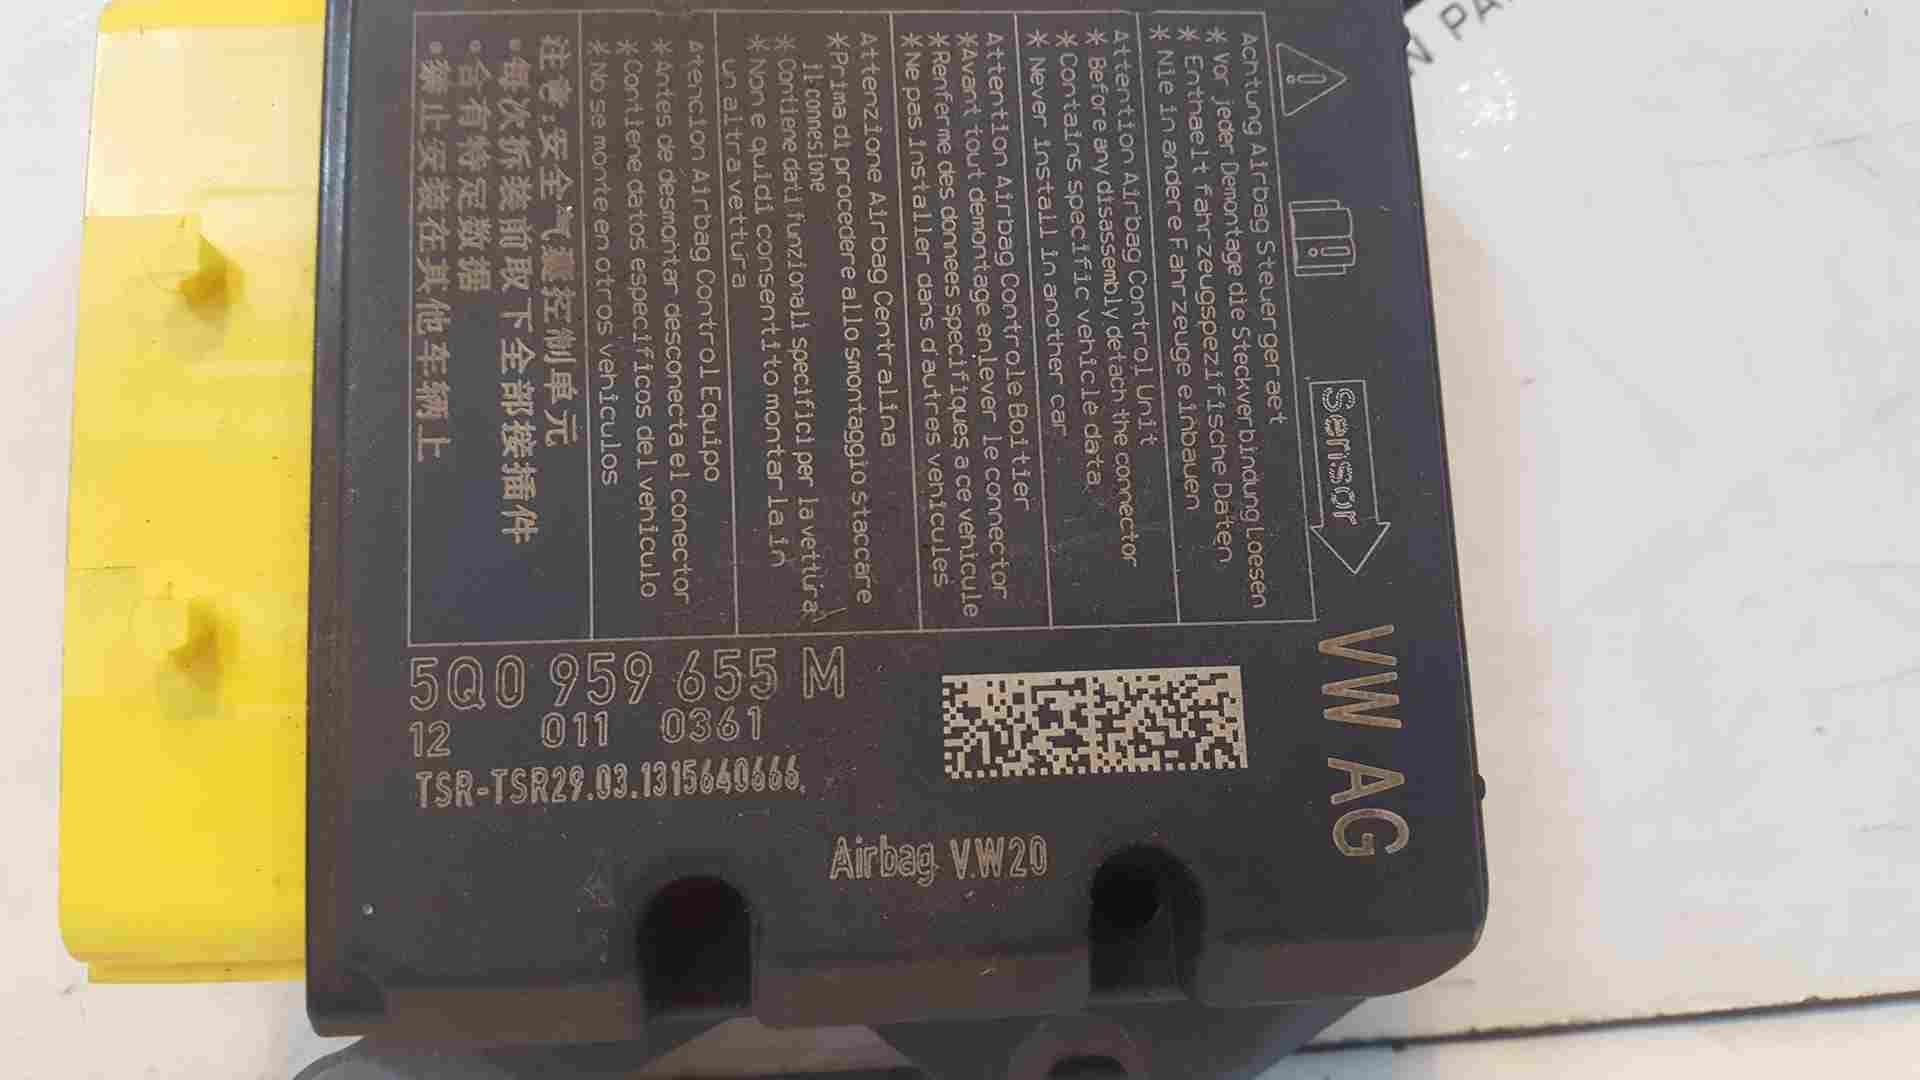 N PA
Achtung Airbag Steuergeraet
* Vor jeder Demontage die Steckverbindung loesen
* Enthaelt fahrzeugspezifische Daten
* Nie in andere Fahrzeuge einbauen
Attention Airbag Control Unit
* Before any disassembly detach the connector
* Contains specific vehicle data
* Never install in another car
Attention Airbag Controle Boitier
*Avant tout demontage enlever le connector
*Renferme des donnees specifiques a ce vehicule
*Ne pas installer dans d'autres vehicules
Attenzione Airbag Centralina
*Prima di procedere allo smontaggio staccare
il connesione
*Contiene dati funzionali specifici per la vettura
*Non e quidi consentito montarla in
un altra vettura
Atencion Airbag Control Equipo
*Antes de desmontar desconecta el conector
*Contiene datos especificos del vehiculo
*No se monte en otros vehiculos
注意:安全气囊控制单元
•每次拆装前取下全部接插件
•含有特定数据
•禁止安装在其他车辆上
Sensor
VW AG
5Q0 959 655 M
12 011 0361
TSR-TSR29.03.1315640666
Airbag VW20